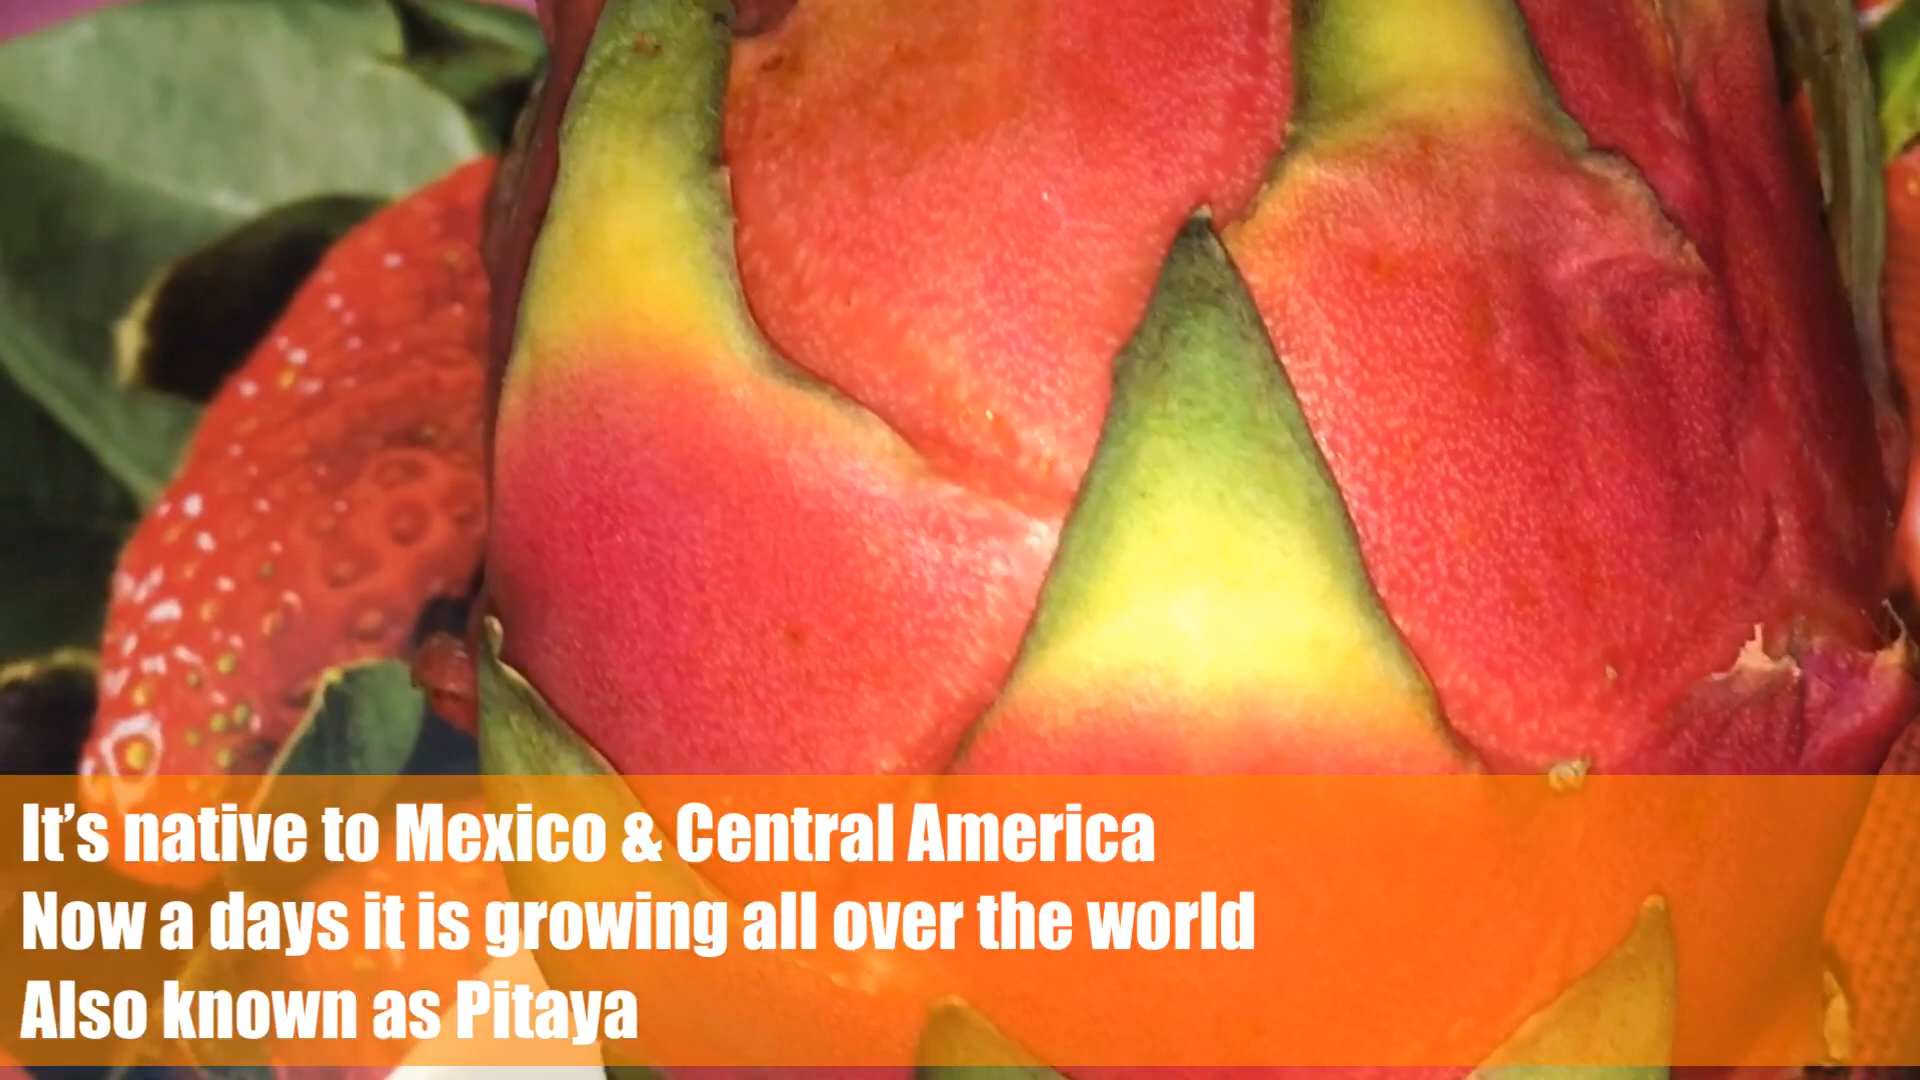 It’s native to Mexico & Central America
Now a days it is growing all over the world
Also known as Pitaya